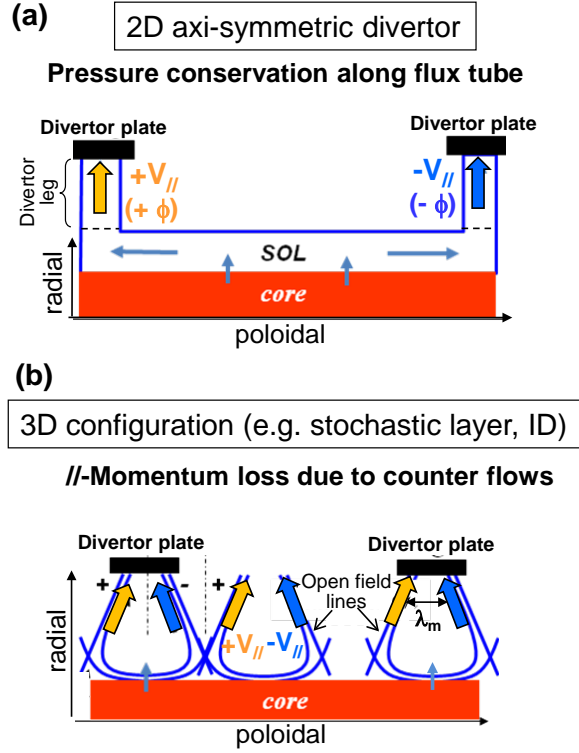 (a)
2D axi-symmetric divertor
Pressure conservation along flux tube
Divertor plate
Divertor plate
Divertor
leg
+V//
(+ ϕ)
-V//
(- ϕ)
SOL
radial
core
poloidal
(b)
3D configuration (e.g. stochastic layer, ID)
//-Momentum loss due to counter flows
Divertor plate
Divertor plate
+ - +
Open field
lines
λm
+V// -V//
radial
core
poloidal